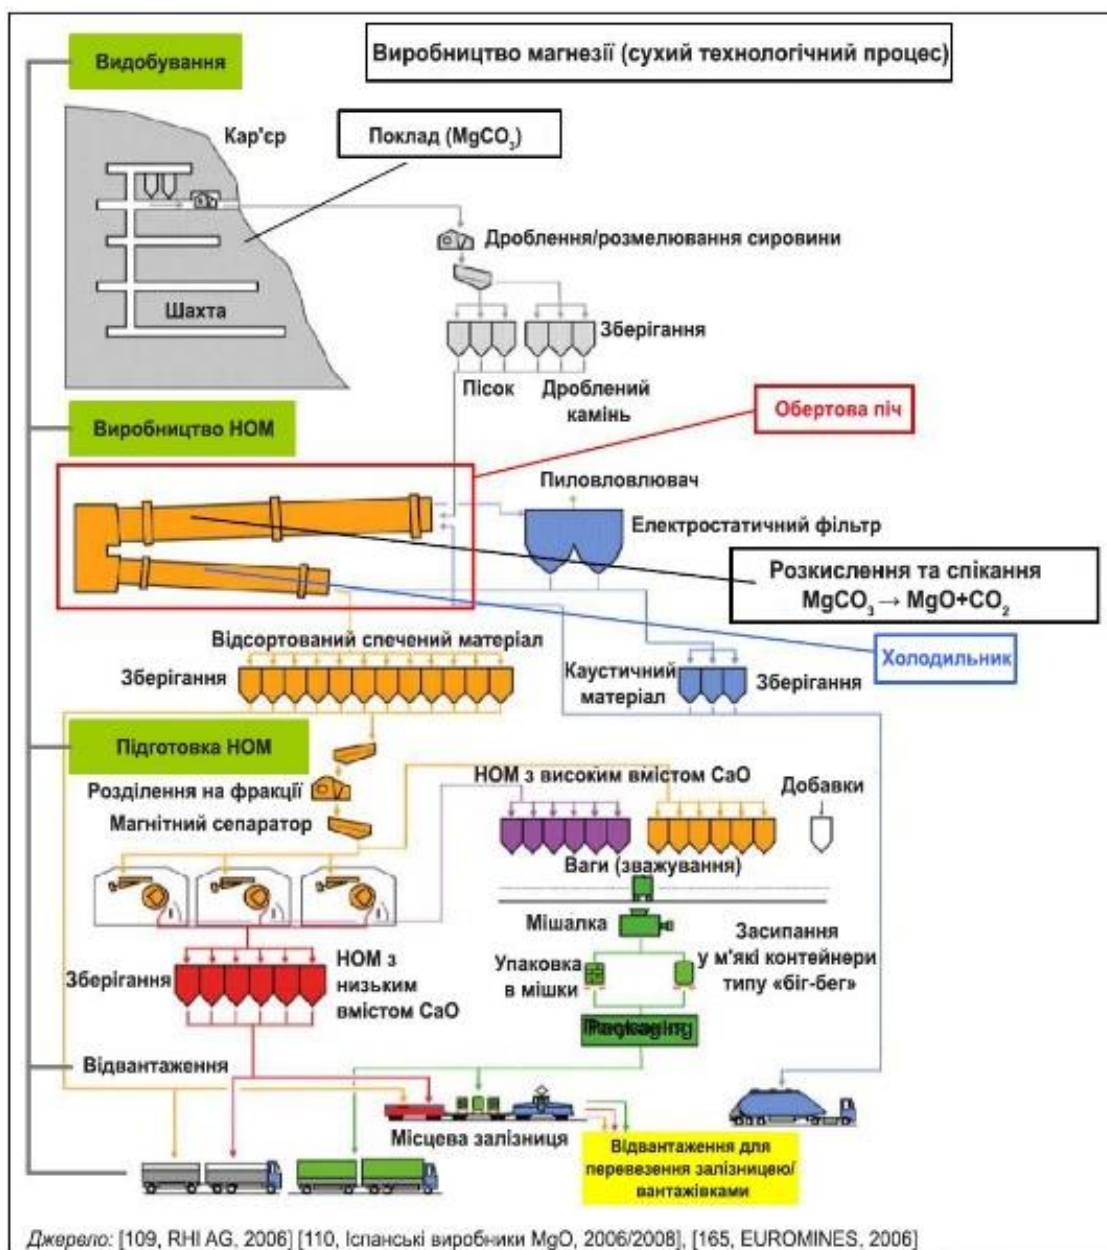 Виробництво магнезії (сухий технологічний процес)
Видобування
Кар'єр
Поклад (MgCO₃)
Дроблення/розмелювання сировини
Шахта
Зберігання
Пісок
Дроблений
камінь
Обертова піч
Виробництво НОМ
Пиловловлювач
Електростатичний фільтр
Розкислення та спікання
MgCO₃ → MgO+CO₂
Відсортований спечений матеріал
Зберігання
Каустичний
матеріал
Зберігання
Холодильник
Підготовка НОМ
Розділення на фракції
Магнітний сепаратор
НОМ з високим вмістом CaO
Добавки
Ваги (зважування)
Мішалка
Засипання
у м'які контейнери
типу «біг-бег»
Упаковка
в мішки
Зберігання
НОМ з
низьким
вмістом CaO
Відвантаження
Місцева залізниця
Відвантаження для
перевезення залізницею/
вантажівками
Джерело: [109, RHI AG, 2006] [110, Іспанські виробники MgO, 2006/2008], [165, EUROMINES, 2006]